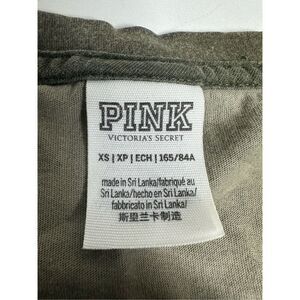 PINK
VICTORIA'S SECRET
XS | XP | ECH | 165/84A
made in Sri Lanka/fabriqué au
Sri Lanka/hecho en Sri Lanka/
fabbricato in Sri Lanka/
斯里兰卡制造